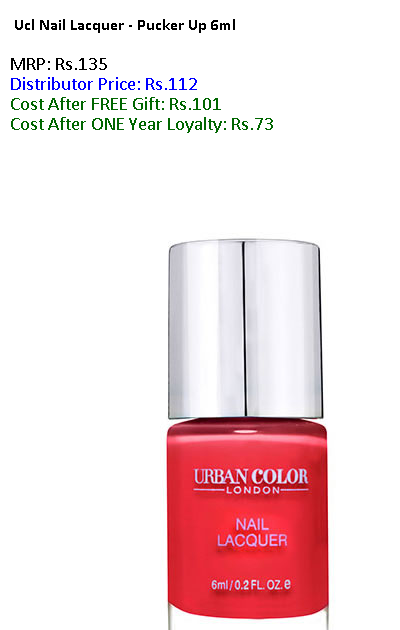 Ucl Nail Lacquer - Pucker Up 6ml
MRP: Rs.135
Distributor Price: Rs.112
Cost After FREE Gift: Rs.101
Cost After ONE Year Loyalty: Rs.73
URBAN COLOR
LONDON
NAIL
LACQUER
6ml/0.2 FL. OZ. e